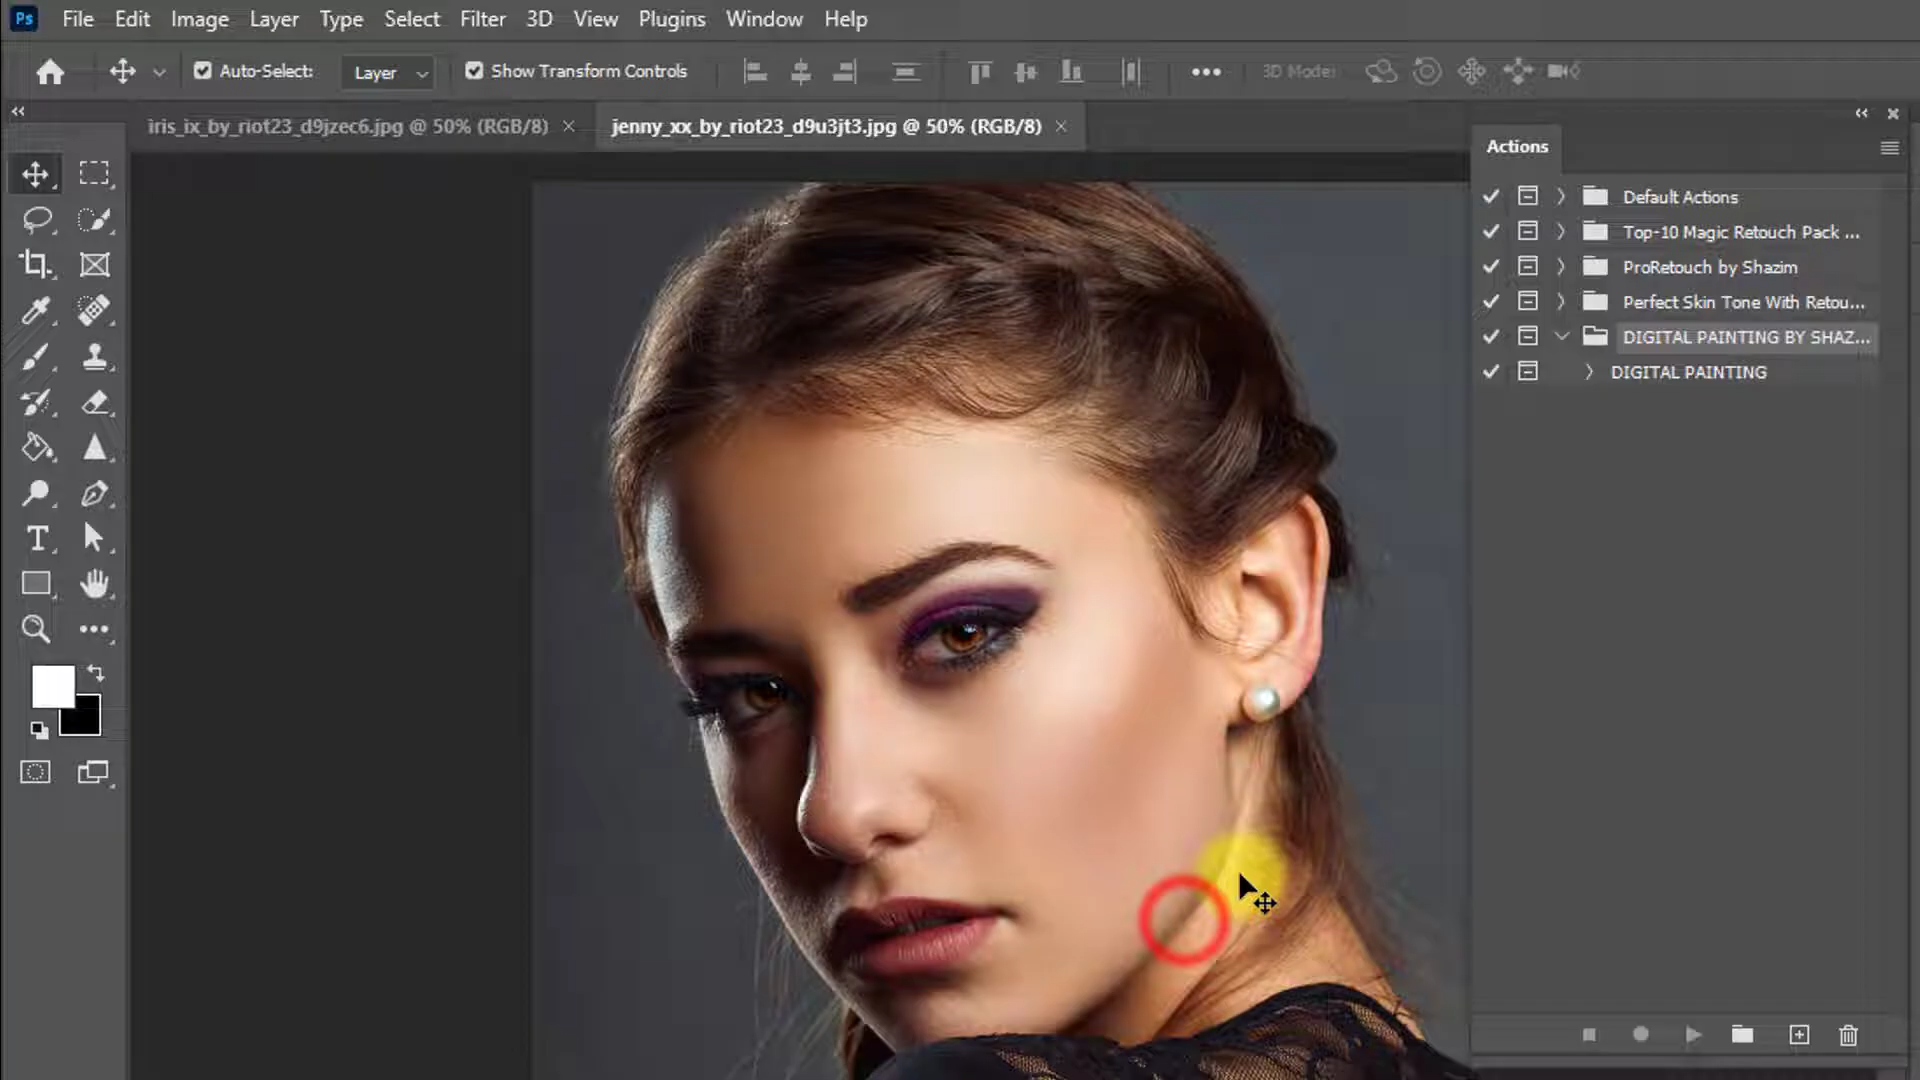 Ps File Edit Image Layer Type Select Filter 3D View Plugins Window Help
Auto-Select: Layer Show Transform Controls 3D Mode:
iris_ix_by_riot23_d9jzec6.jpg @ 50% (RGB/8) jenny_xx_by_riot23_d9u3jt3.jpg @ 50% (RGB/8)
Actions
Default Actions
Top-10 Magic Retouch Pack ...
ProRetouch by Shazim
Perfect Skin Tone With Retou...
DIGITAL PAINTING BY SHAZ...
DIGITAL PAINTING